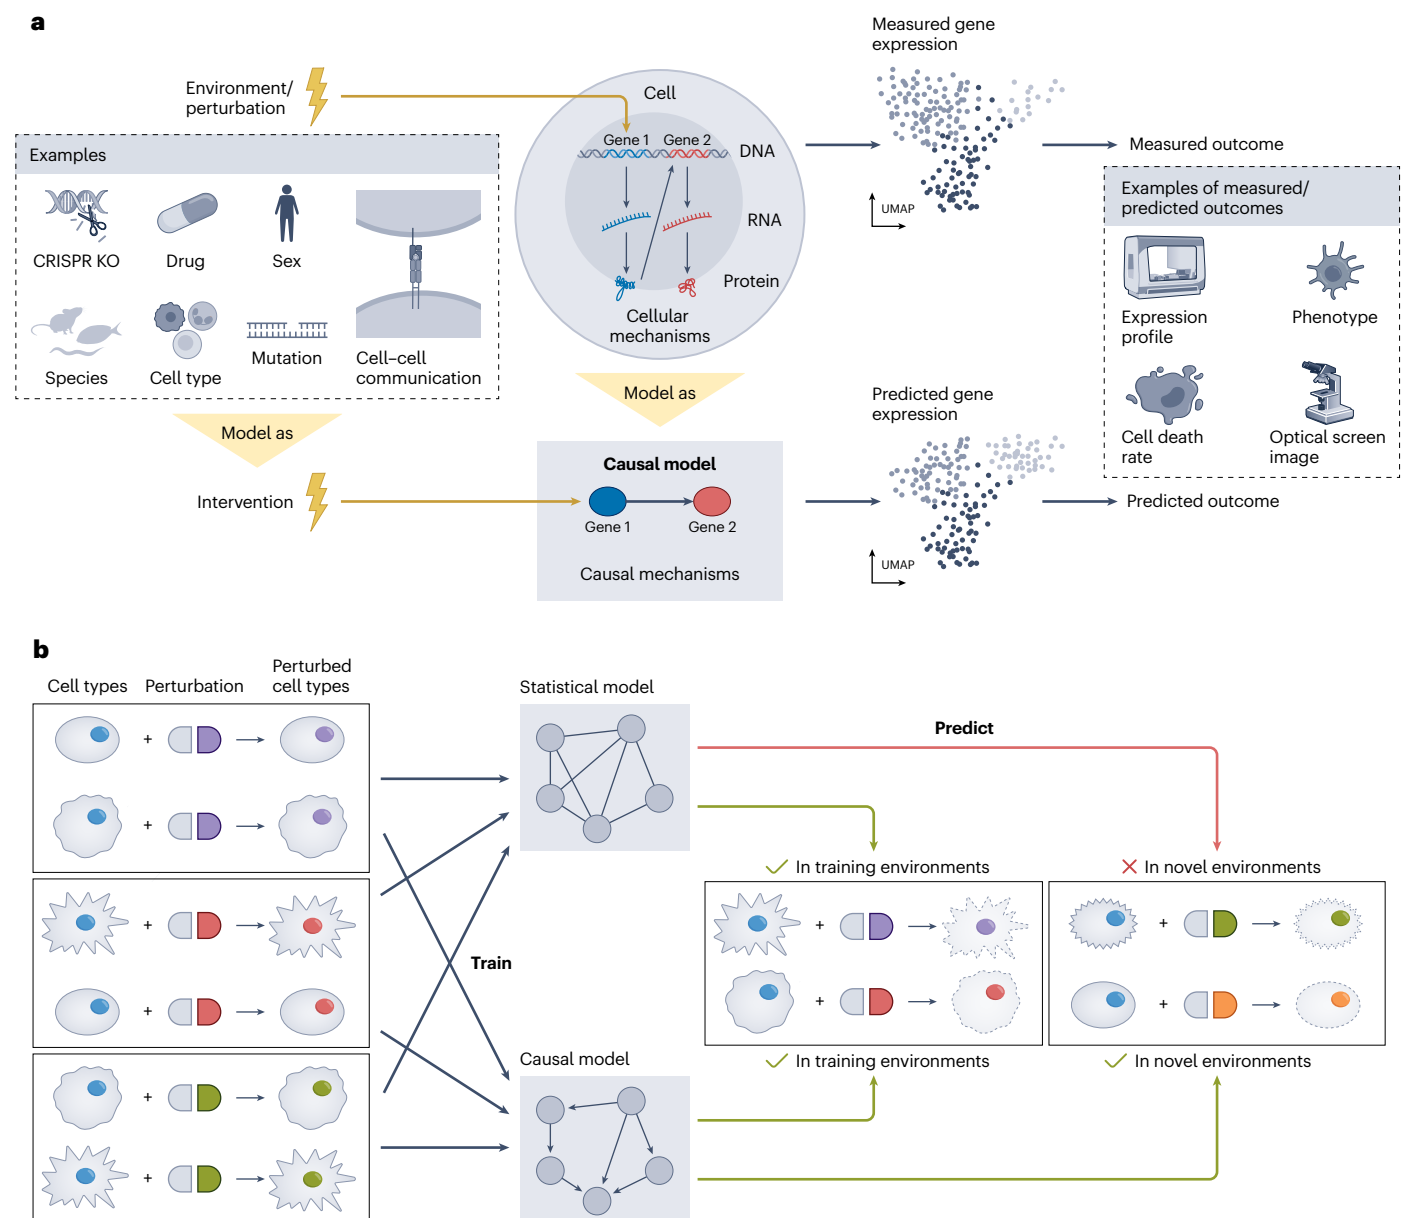 a
Environment/
perturbation
Examples
CRISPR KO
Drug
Sex
Species
Cell type
Mutation
Cell–cell
communication
Model as
Intervention
Cell
Gene 1
Gene 2
DNA
RNA
Protein
Cellular
mechanisms
Model as
Causal model
Gene 1
Gene 2
Causal mechanisms
Measured gene
expression
UMAP
Measured outcome
Examples of measured/
predicted outcomes
Expression
profile
Phenotype
Cell death
rate
Optical screen
image
Predicted gene
expression
UMAP
Predicted outcome
b
Cell types
Perturbation
Perturbed
cell types
Train
Statistical model
Causal model
Predict
In training environments
In novel environments
In training environments
In novel environments